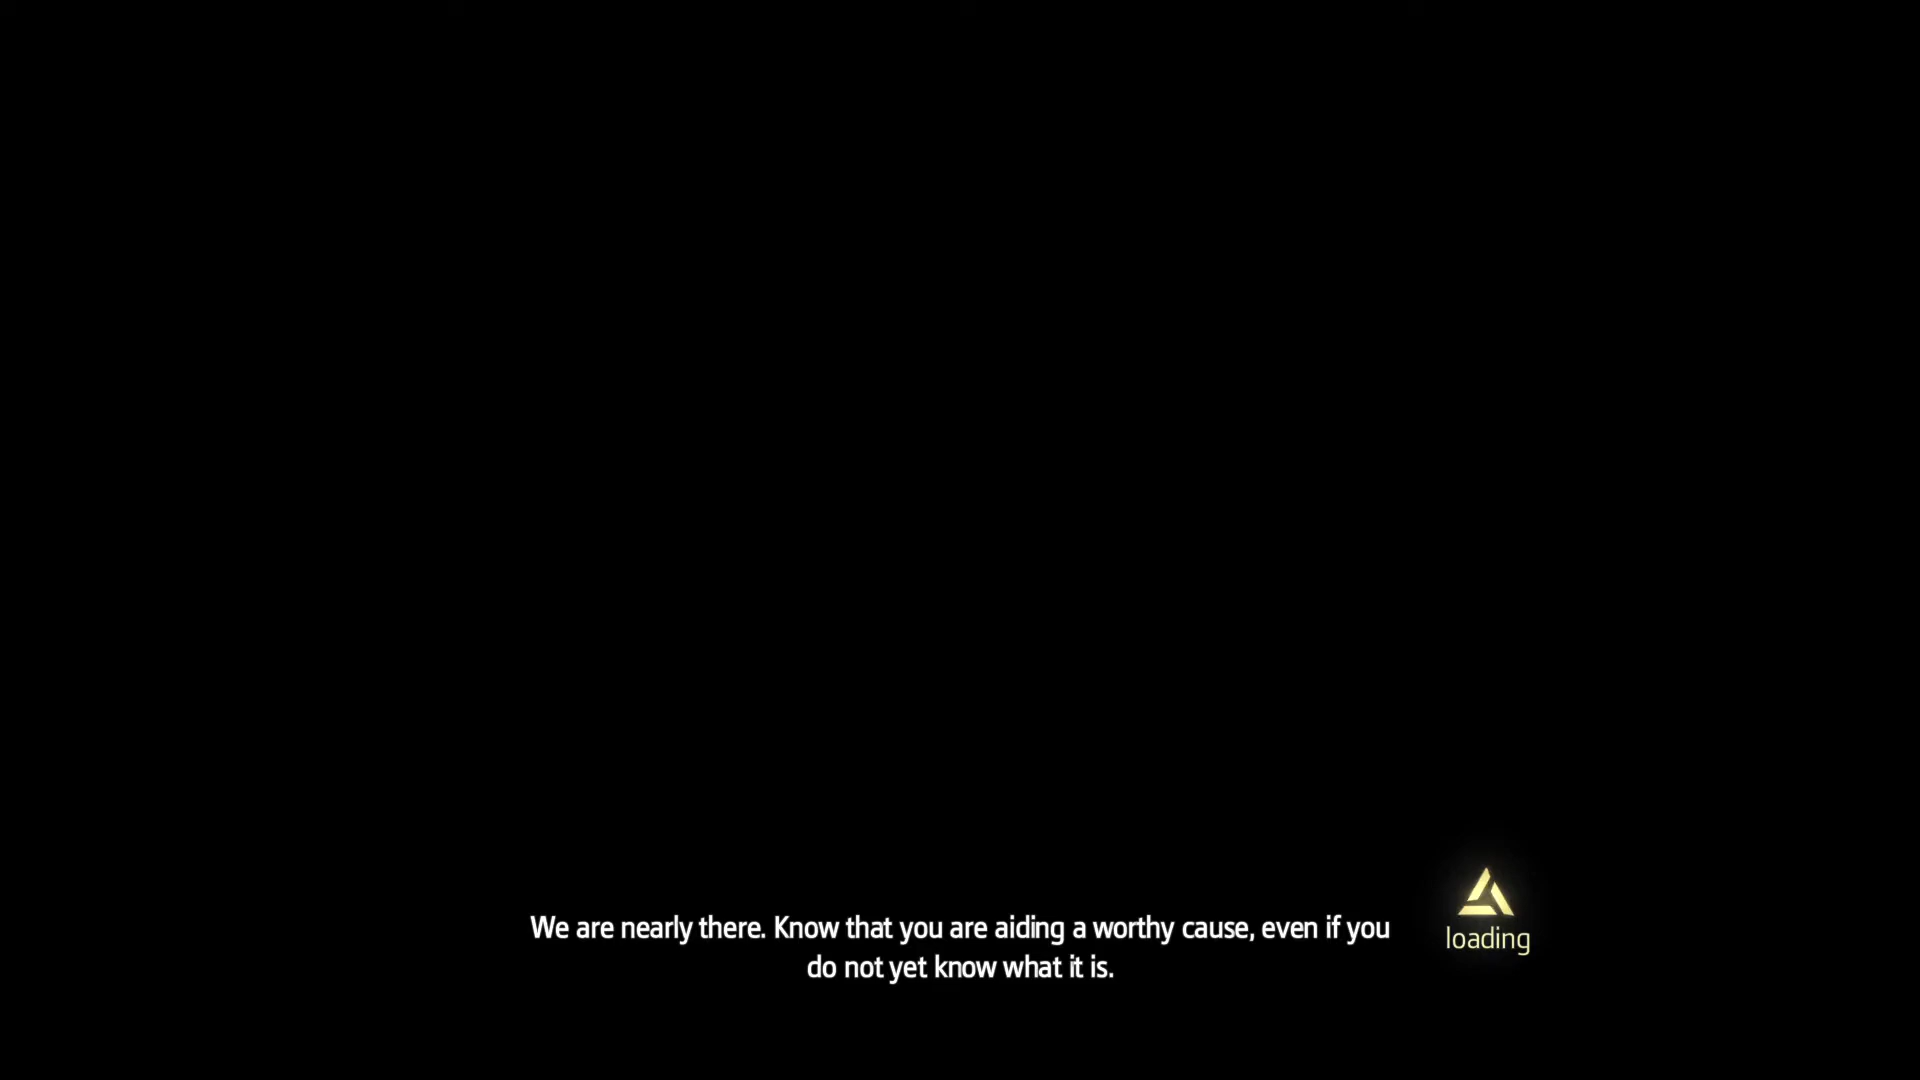 We are nearly there. Know that you are aiding a worthy cause, even if you
do not yet know what it is.
loading